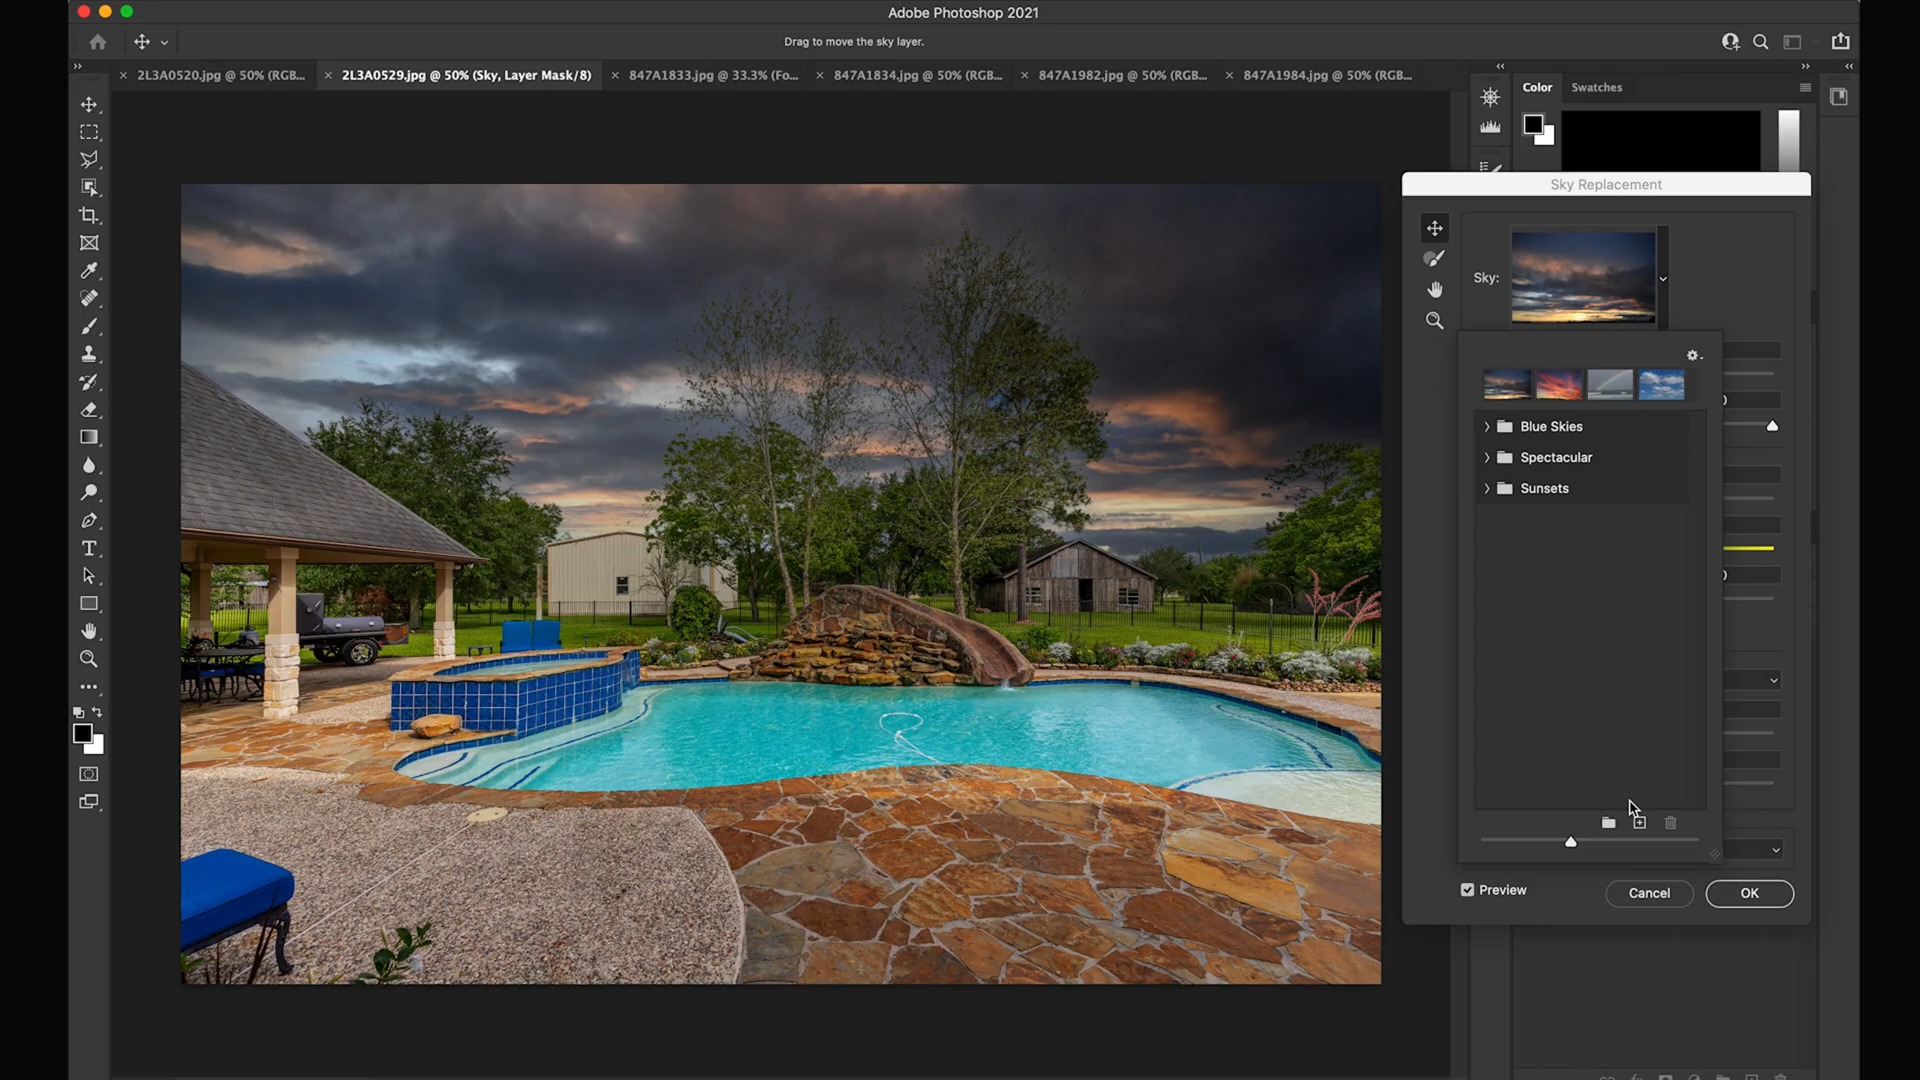 Adobe Photoshop 2021
Drag to move the sky layer.
2L3A0520.jpg @ 50% (RGB...
2L3A0529.jpg @ 50% (Sky, Layer Mask/8)
847A1833.jpg @ 33.3% (Fo...
847A1834.jpg @ 50% (RGB...
847A1982.jpg @ 50% (RGB...
847A1984.jpg @ 50% (RGB...
Color
Swatches
Sky Replacement
Sky:
Blue Skies
Spectacular
Sunsets
Preview
Cancel
OK